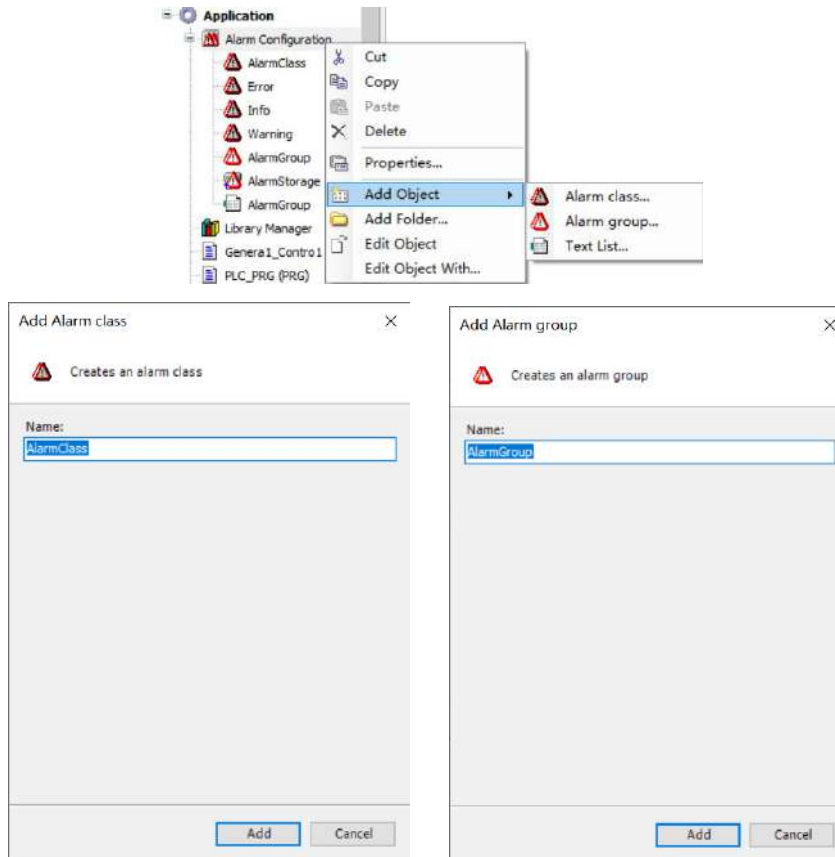 Application
Alarm Configuration
AlarmClass
Error
Info
Warning
AlarmGroup
AlarmStorage
AlarmGroup
Library Manager
General_Control
PLC_PRG (PRG)
Cut
Copy
Paste
Delete
Properties...
Add Object
Add Folder...
Edit Object
Edit Object With...
Alarm class...
Alarm group...
Text List...
Add Alarm class
Creates an alarm class
Name:
AlarmClass
Add Cancel
Add Alarm group
Creates an alarm group
Name:
AlarmGroup
Add Cancel